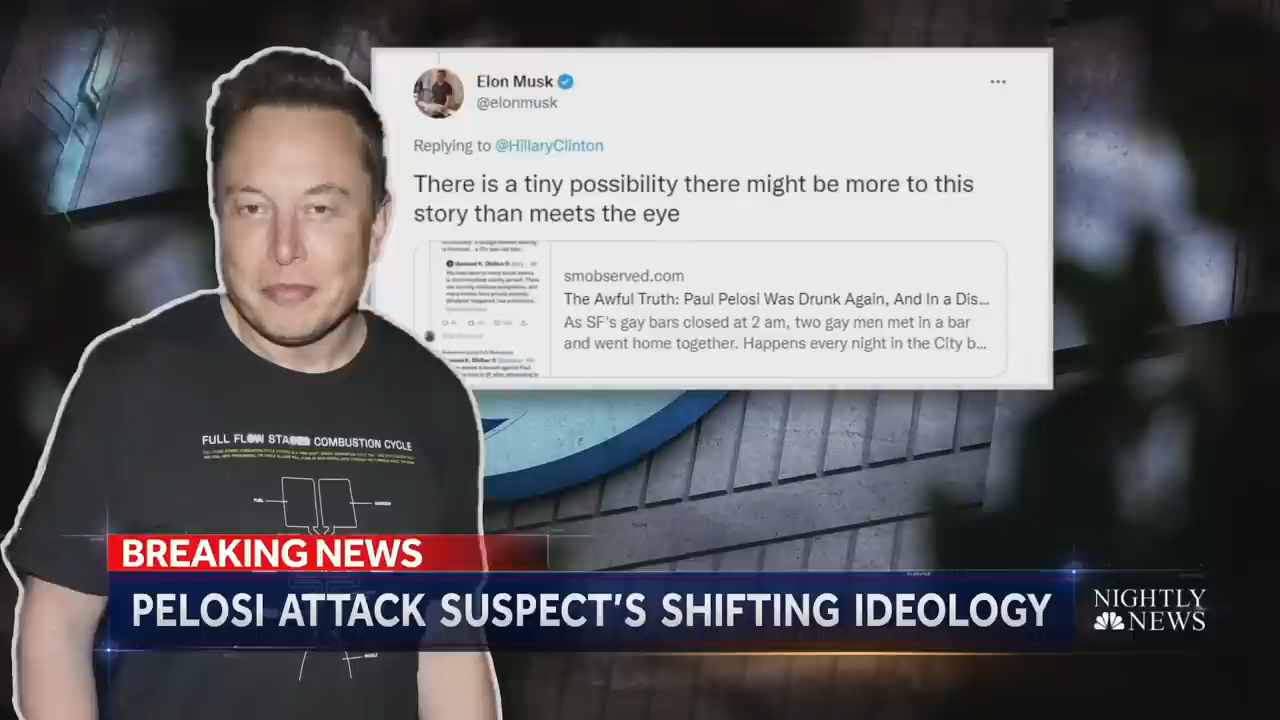 Elon Musk
@elonmusk
Replying to @HillaryClinton
There is a tiny possibility there might be more to this
story than meets the eye
smobserved.com
The Awful Truth: Paul Pelosi Was Drunk Again, And In a Dis...
As SF's gay bars closed at 2 am, two gay men met in a bar
and went home together. Happens every night in the City b...
FULL FLOW STAGED COMBUSTION CYCLE
BREAKING NEWS
PELOSI ATTACK SUSPECT'S SHIFTING IDEOLOGY
NIGHTLY
NEWS